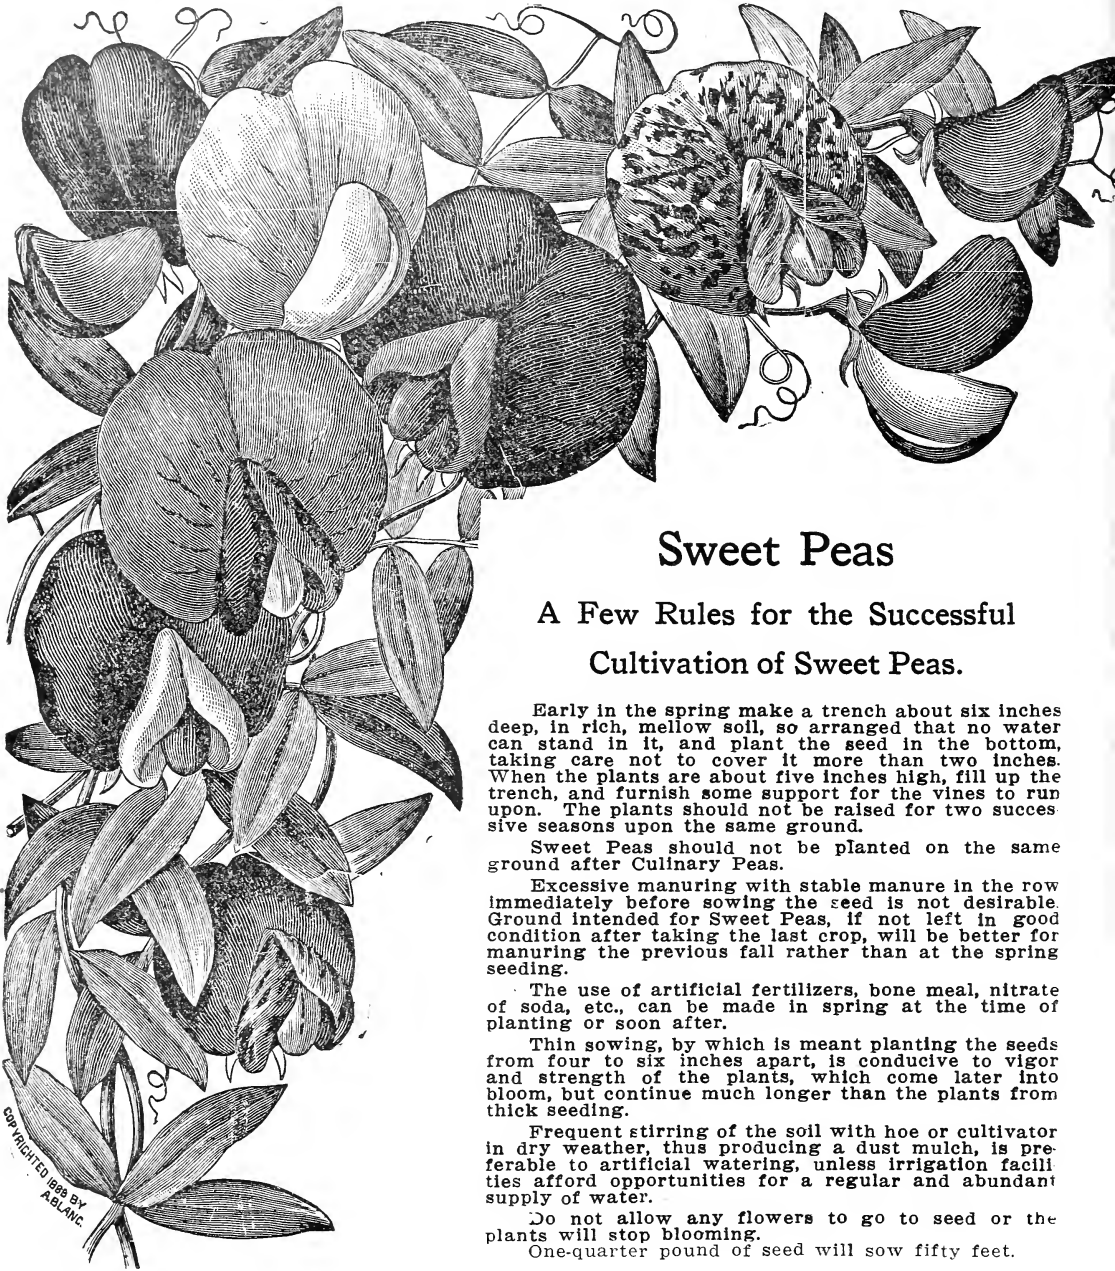 Sweet Peas
A Few Rules for the Successful
Cultivation of Sweet Peas.
Early in the spring make a trench about six inches
deep, in rich, mellow soil, so arranged that no water
can stand in it, and plant the seed in the bottom,
taking care not to cover it more than two inches.
When the plants are about five inches high, fill up the
trench, and furnish some support for the vines to run
upon. The plants should not be raised for two succes-
sive seasons upon the same ground.
Sweet Peas should not be planted on the same
ground after Culinary Peas.
Excessive manuring with stable manure in the row
immediately before sowing the seed is not desirable.
Ground intended for Sweet Peas, if not left in good
condition after taking the last crop, will be better for
manuring the previous fall rather than at the spring
seeding.
The use of artificial fertilizers, bone meal, nitrate
of soda, etc., can be made in spring at the time of
planting or soon after.
Thin sowing, by which is meant planting the seeds
from four to six inches apart, is conducive to vigor
and strength of the plants, which come later into
bloom, but continue much longer than the plants from
thick seeding.
Frequent stirring of the soil with hoe or cultivator
in dry weather, thus producing a dust mulch, is pre-
ferable to artificial watering, unless irrigation facili-
ties afford opportunities for a regular and abundant
supply of water.
Do not allow any flowers to go to seed or the
plants will stop blooming.
One-quarter pound of seed will sow fifty feet.
COPYRIGHTED 1889 BY
A.BLANC.